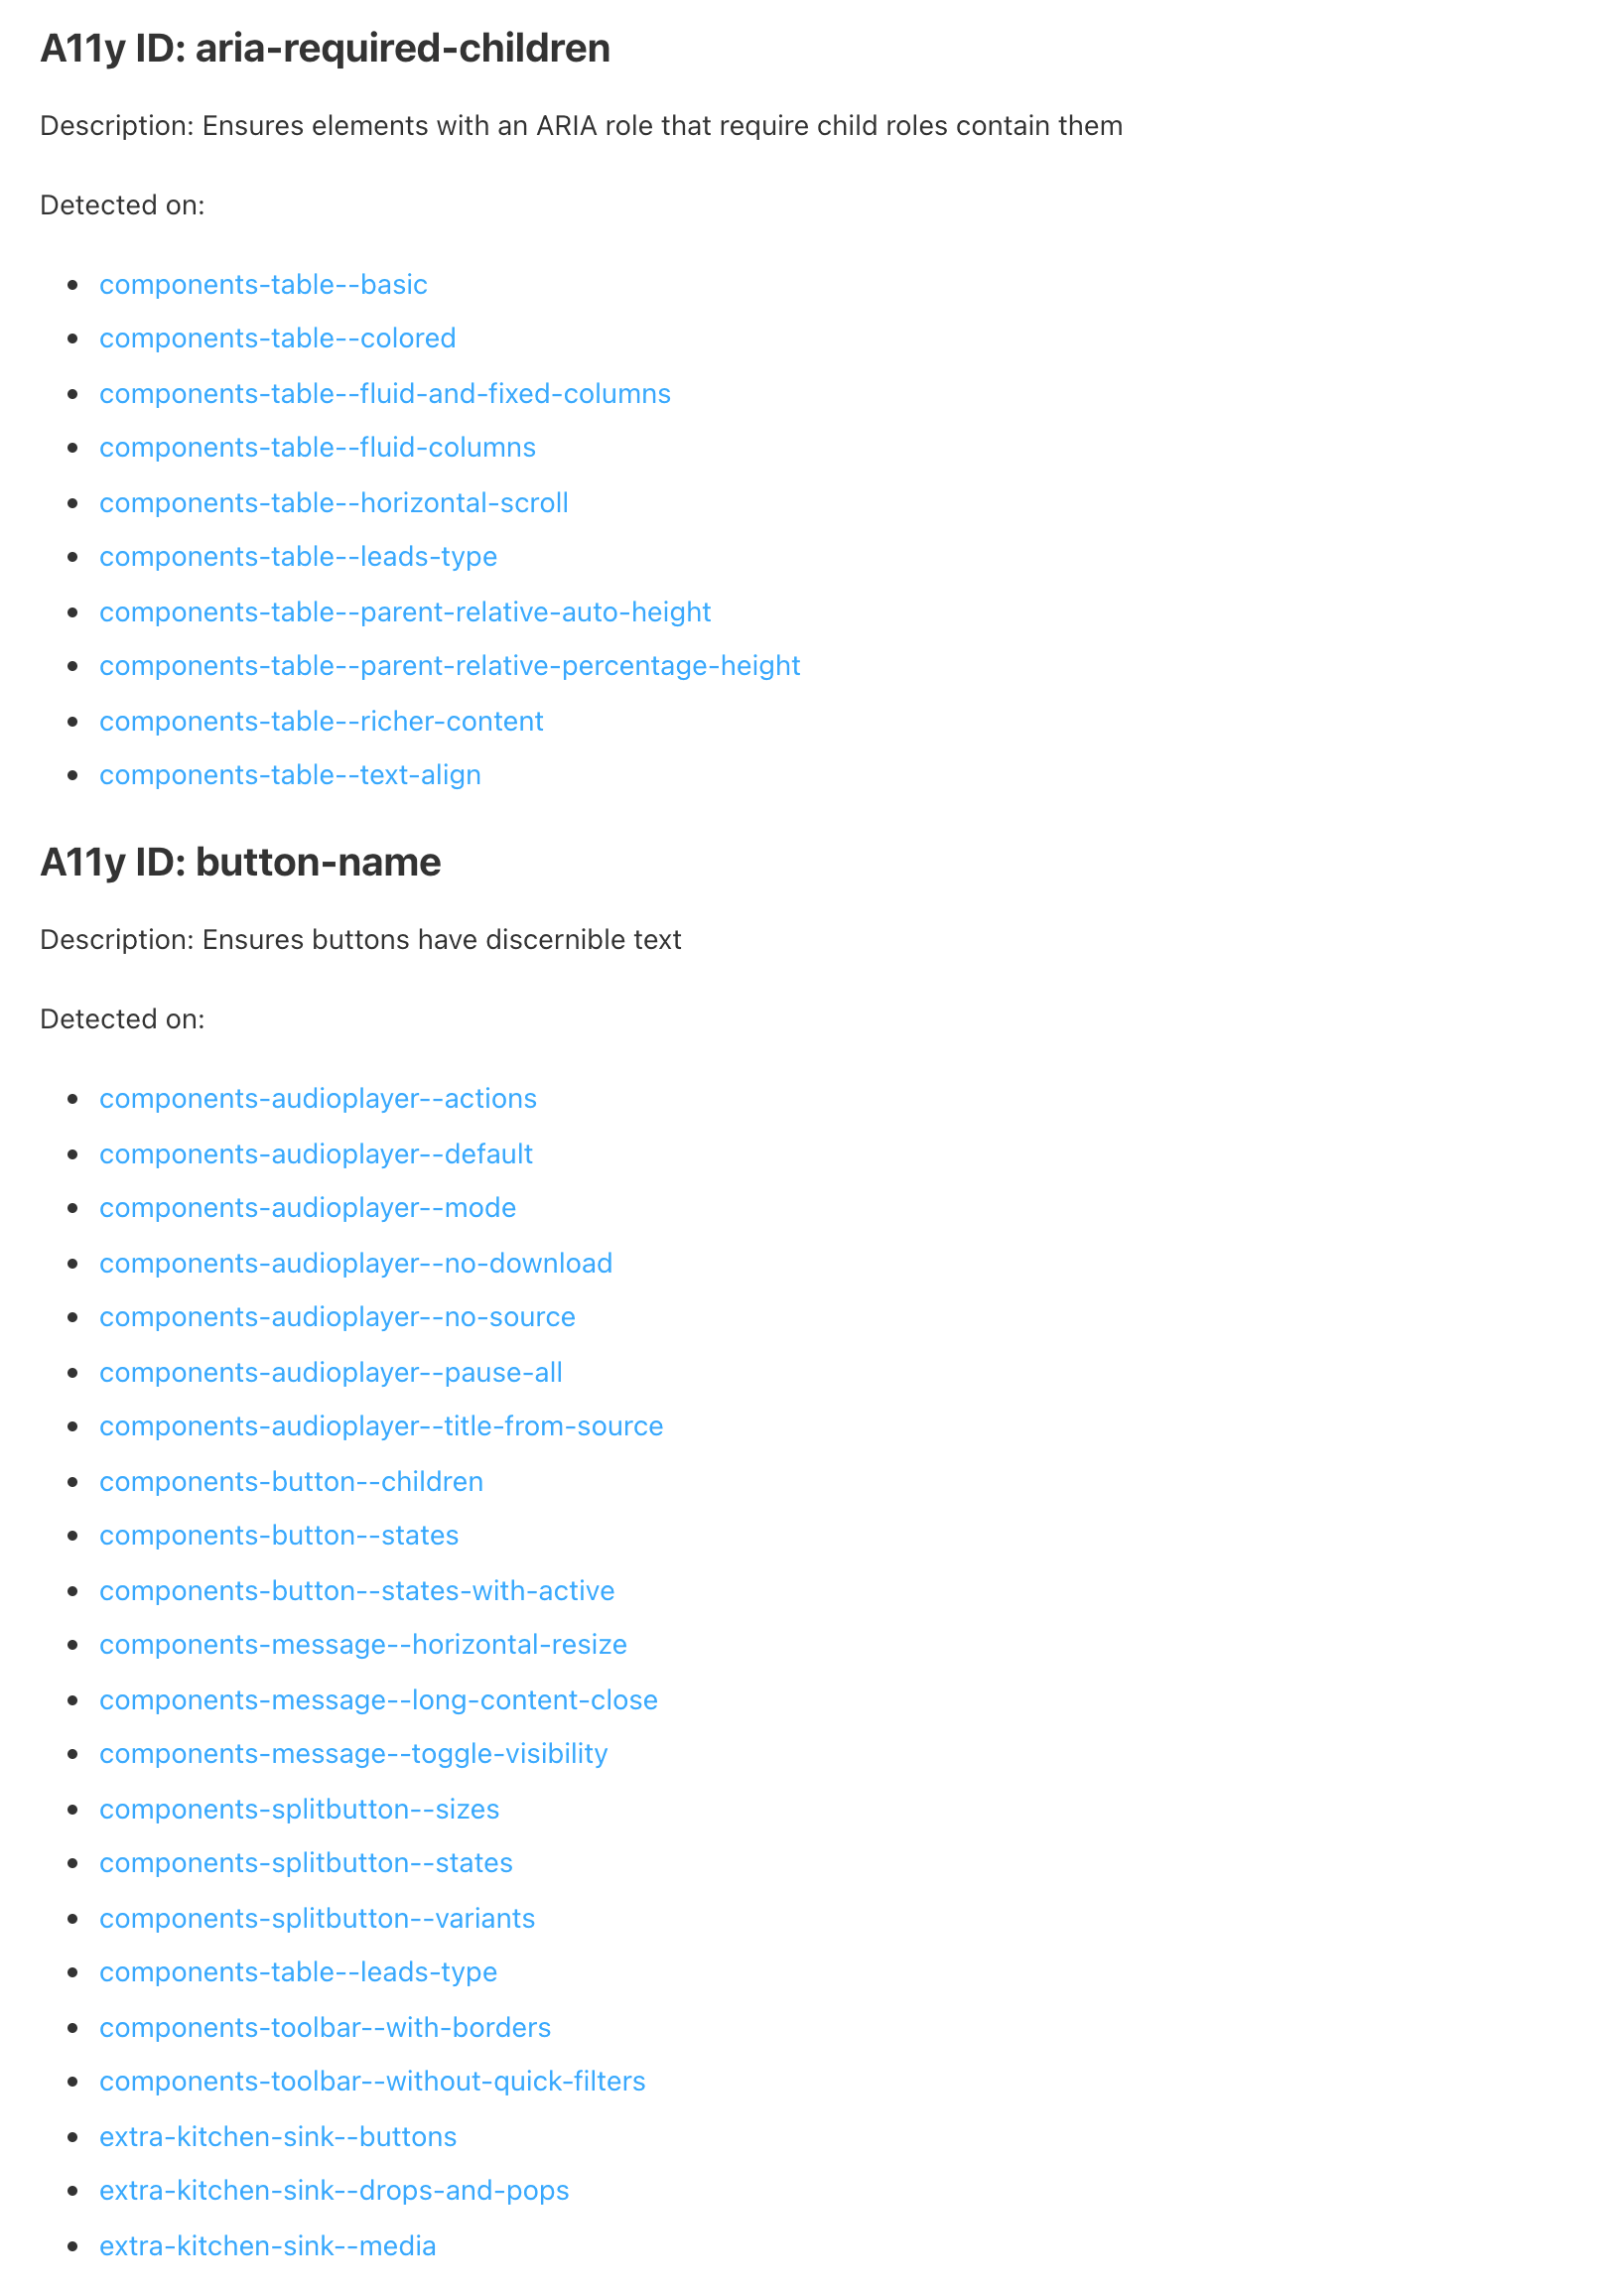 A11y ID: aria-required-children
Description: Ensures elements with an ARIA role that require child roles contain them
Detected on:
components-table--basic
components-table--colored
components-table--fluid-and-fixed-columns
components-table--fluid-columns
components-table--horizontal-scroll
components-table--leads-type
components-table--parent-relative-auto-height
components-table--parent-relative-percentage-height
components-table--richer-content
components-table--text-align
A11y ID: button-name
Description: Ensures buttons have discernible text
Detected on:
components-audioplayer--actions
components-audioplayer--default
components-audioplayer--mode
components-audioplayer--no-download
components-audioplayer--no-source
components-audioplayer--pause-all
components-audioplayer--title-from-source
components-button--children
components-button--states
components-button--states-with-active
components-message--horizontal-resize
components-message--long-content-close
components-message--toggle-visibility
components-splitbutton--sizes
components-splitbutton--states
components-splitbutton--variants
components-table--leads-type
components-toolbar--with-borders
components-toolbar--without-quick-filters
extra-kitchen-sink--buttons
extra-kitchen-sink--drops-and-pops
extra-kitchen-sink--media